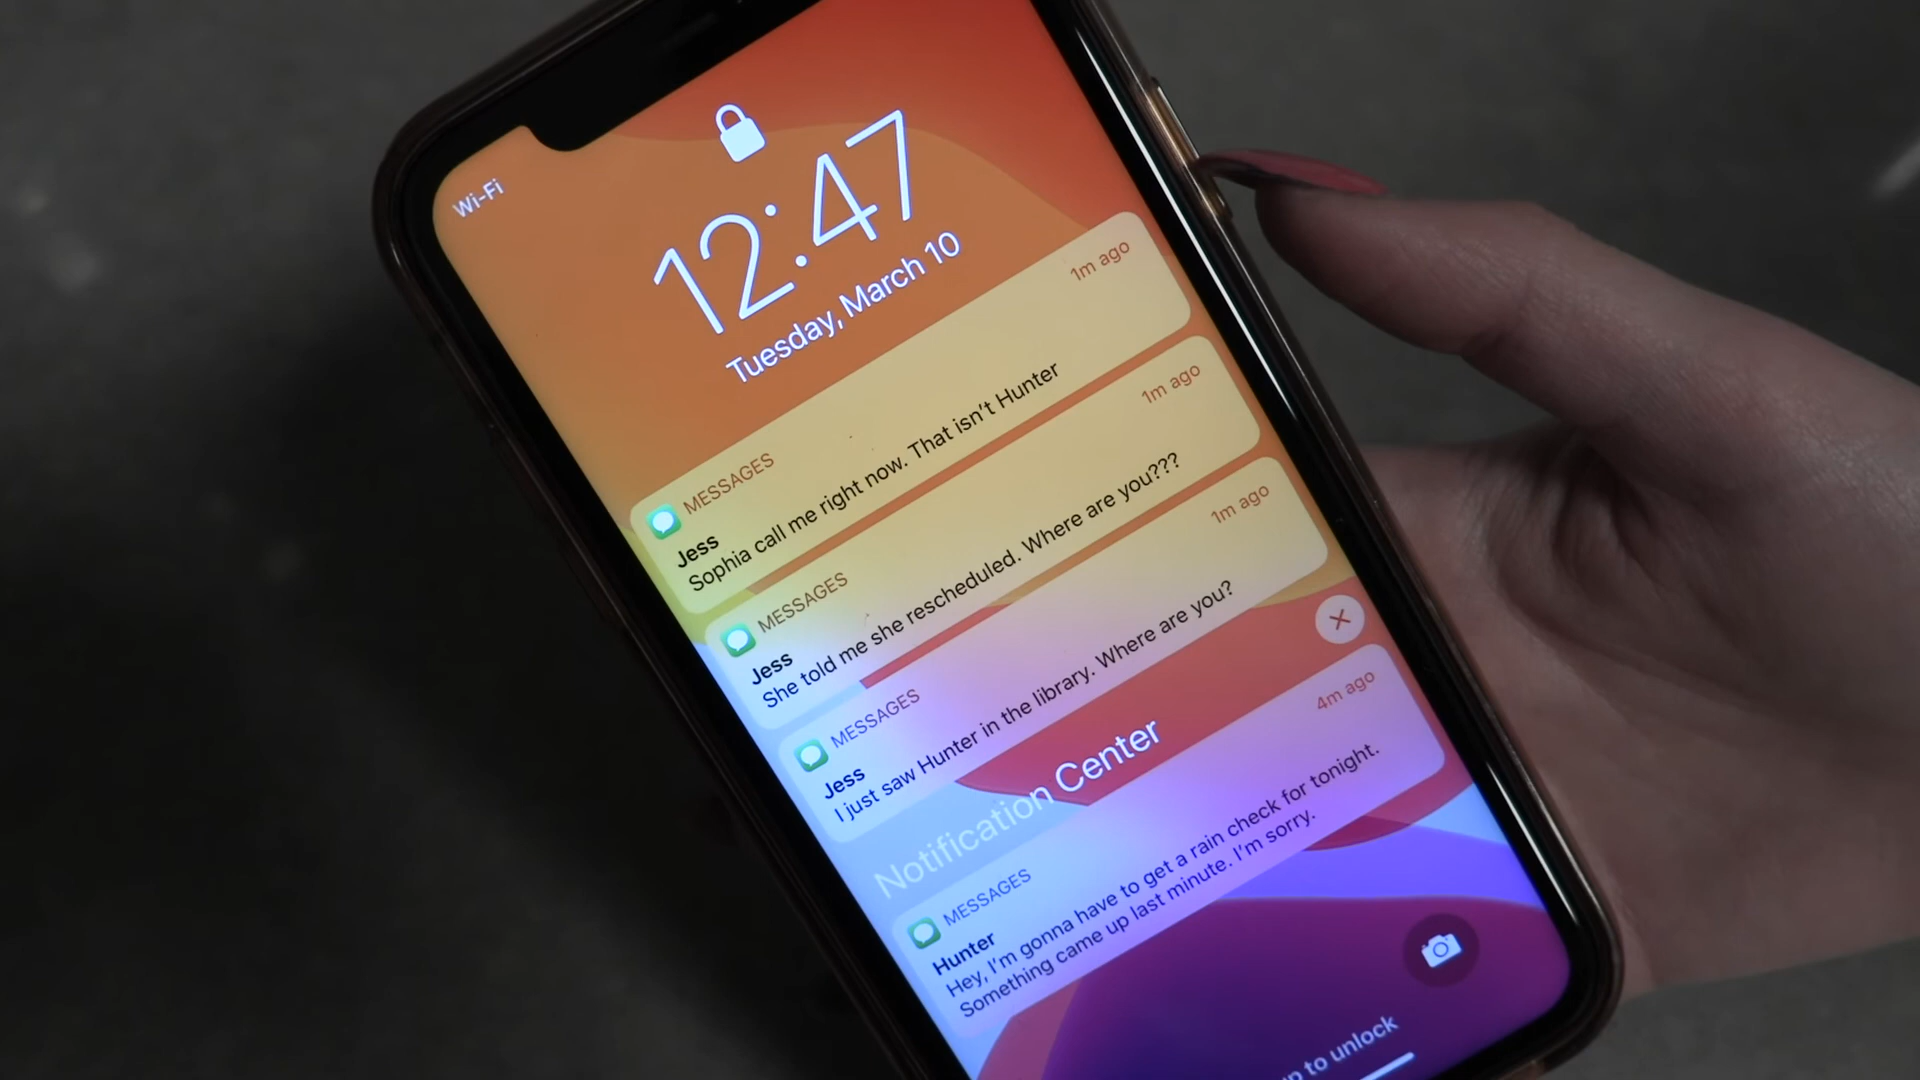 Wi-Fi
12:47
Tuesday, March 10
MESSAGES
1m ago
Jess
Sophia call me right now. That isn't Hunter
MESSAGES
1m ago
Jess
She told me she rescheduled. Where are you???
MESSAGES
1m ago
Jess
I just saw Hunter in the library. Where are you?
Notification Center
MESSAGES
4m ago
Hunter
Hey, I'm gonna have to get a rain check for tonight.
Something came up last minute. I'm sorry.
to unlock